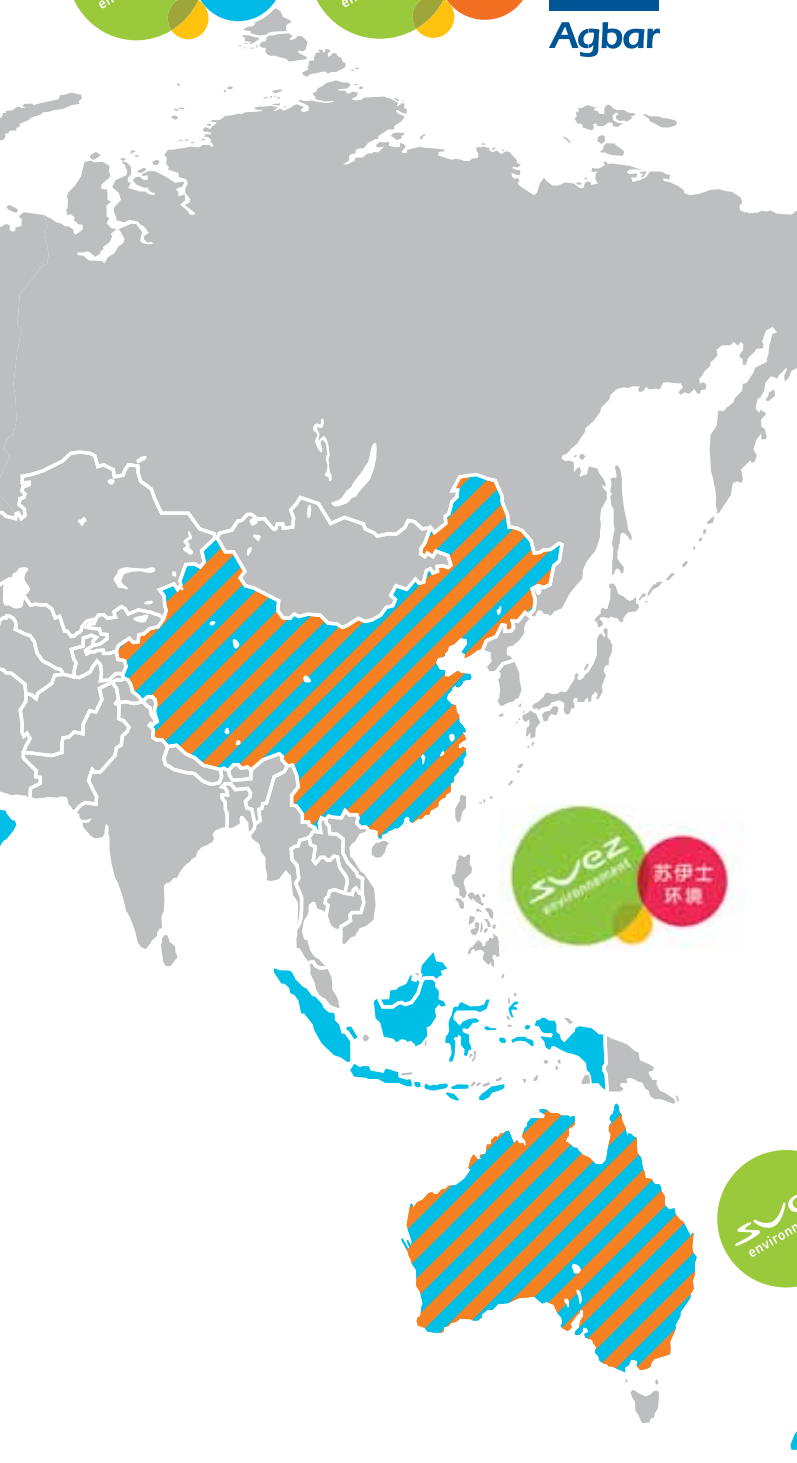 Agbar
suez
environnement
苏伊士
环境